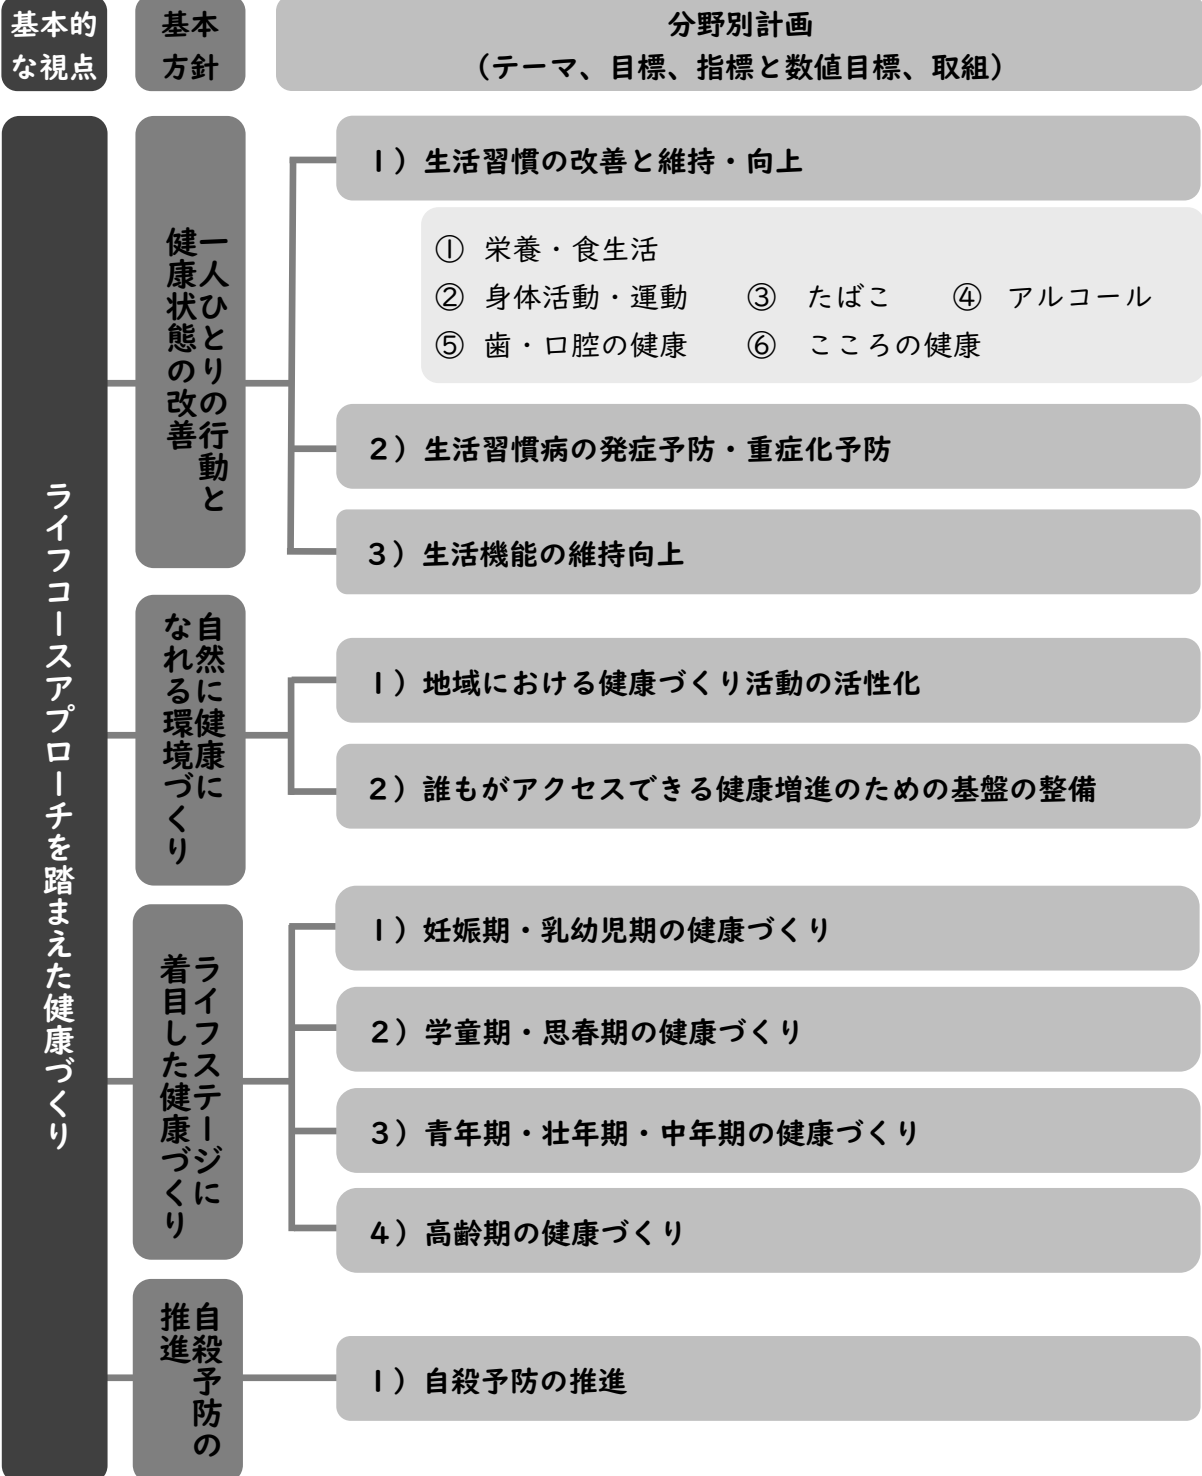 基本的
な視点
基本
方針
分野別計画
（テーマ、目標、指標と数値目標、取組）
ライフコースアプローチを踏まえた健康づくり
一人ひとりの行動と
健康状態の改善
１）生活習慣の改善と維持・向上
① 栄養・食生活
② 身体活動・運動 ③ たばこ ④ アルコール
⑤ 歯・口腔の健康 ⑥ こころの健康
２）生活習慣病の発症予防・重症化予防
３）生活機能の維持向上
自然に健康に
なれる環境づくり
１）地域における健康づくり活動の活性化
２）誰もがアクセスできる健康増進のための基盤の整備
ライフステージに
着目した健康づくり
１）妊娠期・乳幼児期の健康づくり
２）学童期・思春期の健康づくり
３）青年期・壮年期・中年期の健康づくり
４）高齢期の健康づくり
自殺予防の
推進
１）自殺予防の推進